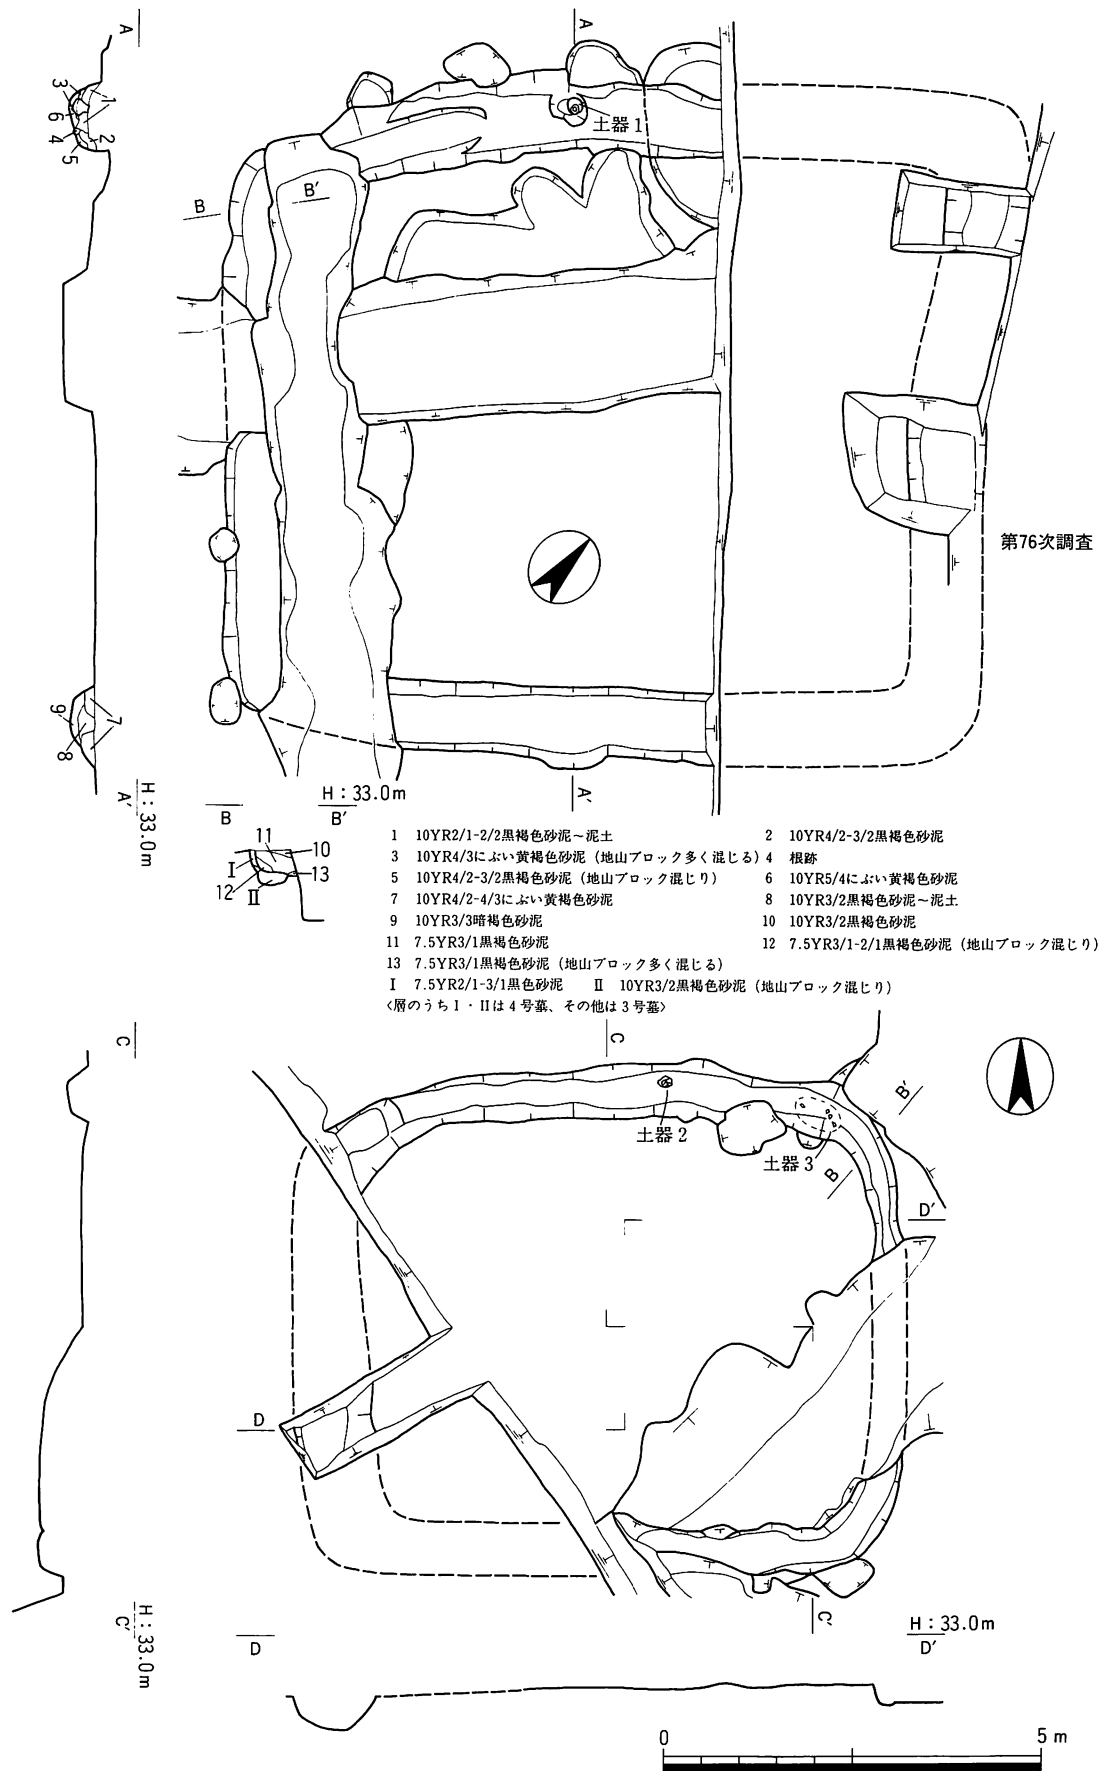 A
A
3
1
6
4
5
2
土器1
B
B′
第76次調査
9
8
7
A′
H：33.0m
A′
B
H：33.0m
B′
11
10
I
13
12
II
1 10YR2/1-2/2黒褐色砂泥～泥土
2 10YR4/2-3/2黒褐色砂泥
3 10YR4/3にぶい黄褐色砂泥（地山ブロック多く混じる）
4 根跡
5 10YR4/2-3/2黒褐色砂泥（地山ブロック混じり）
6 10YR5/4にぶい黄褐色砂泥
7 10YR4/2-4/3にぶい黄褐色砂泥
8 10YR3/2黒褐色砂泥～泥土
9 10YR3/3暗褐色砂泥
10 10YR3/2黒褐色砂泥
11 7.5YR3/1黒褐色砂泥
12 7.5YR3/1-2/1黒褐色砂泥（地山ブロック混じり）
13 7.5YR3/1黒褐色砂泥（地山ブロック多く混じる）
I 7.5YR2/1-3/1黒色砂泥 II 10YR3/2黒褐色砂泥（地山ブロック混じり）
〈層のうちI・IIは4号墓、その他は3号墓〉
C
C
B′
土器2
土器3
B
D′
D
C′
H：33.0m
C′
D
H：33.0m
D′
0 5 m